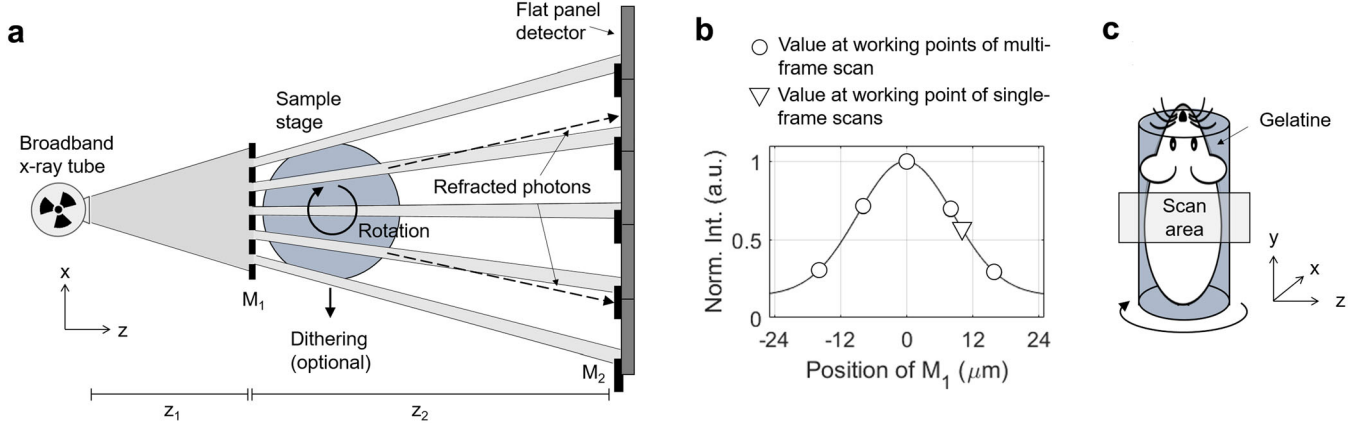 a
Flat panel
detector
Sample
stage
Broadband
x-ray tube
Refracted photons
Rotation
x
z
M1
Dithering
(optional)
M2
z1
z2
b
Value at working points of multi-
frame scan
Value at working point of single-
frame scans
Norm. Int. (a.u.)
1
0.5
0
-24 -12 0 12 24
Position of M1 (μm)
c
Gelatine
Scan
area
y
x
z